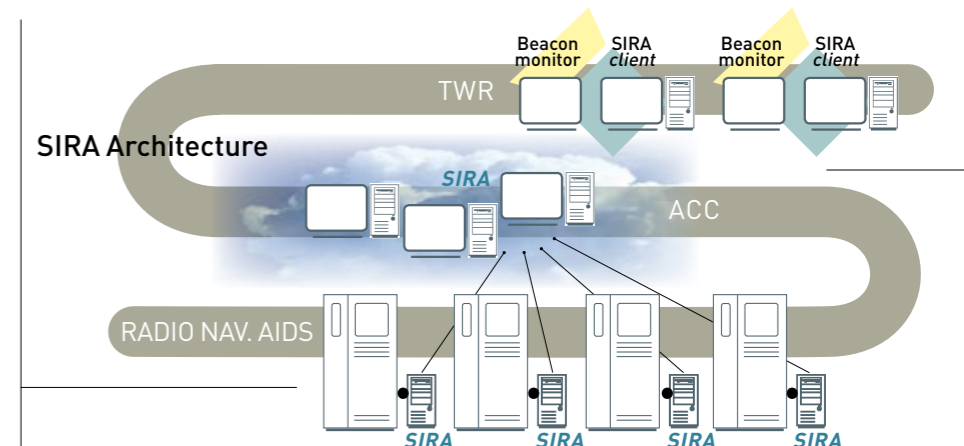 Beacon monitor
SIRA client
Beacon monitor
SIRA client
TWR
SIRA Architecture
SIRA
ACC
RADIO NAV. AIDS
SIRA
SIRA
SIRA
SIRA